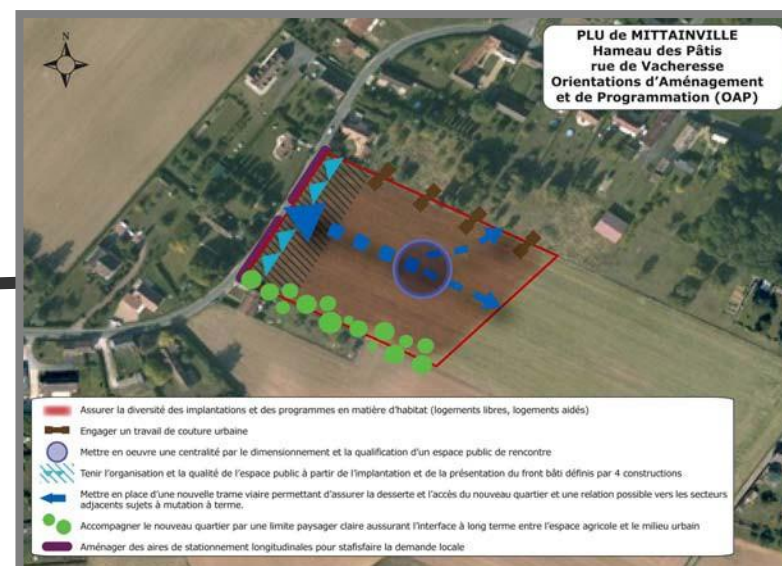 N
PLU de MITTAINVILLE
Hameau des Pâtis
rue de Vacheresse
Orientations d'Aménagement
et de Programmation (OAP)
Assurer la diversité des implantations et des programmes en matière d'habitat (logements libres, logements aidés)
Engager un travail de couture urbaine
Mettre en oeuvre une centralité par le dimensionnement et la qualification d'un espace public de rencontre
Tenir l'organisation et la qualité de l'espace public à partir de l'implantation et de la présentation du front bâti définis par 4 constructions
Mettre en place d'une nouvelle trame viaire permettant d'assurer la desserte et l'accès du nouveau quartier et une relation possible vers les secteurs
adjacents sujets à mutation à terme.
Accompagner le nouveau quartier par une limite paysager claire aussurant l'interface à long terme entre l'espace agricole et le milieu urbain
Aménager des aires de stationnement longitudinales pour stafisfaire la demande locale